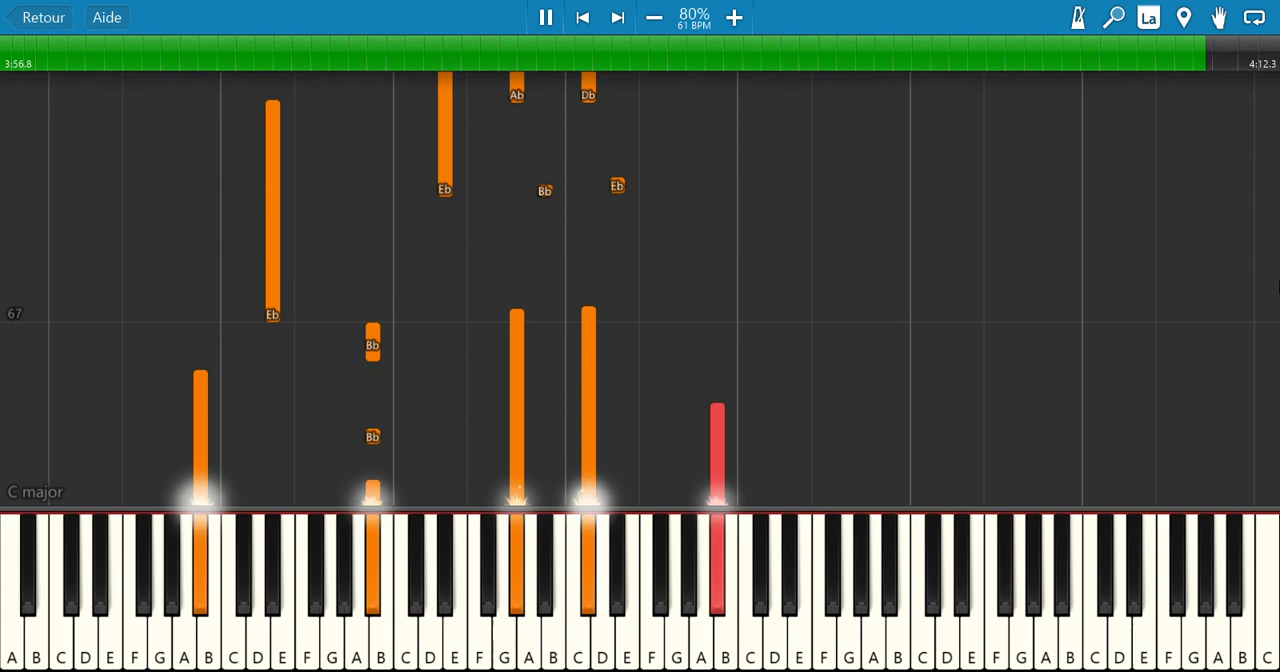 Retour Aide 80% La
61 BPM
3:56.8 4:12.3
Ab Db
Eb Bb Eb
67 Eb
Bb
Bb
C major
A B C D E F G A B C D E F G A B C D E F G A B C D E F G A B C D E F G A B C D E F G A B C D E F G A B C